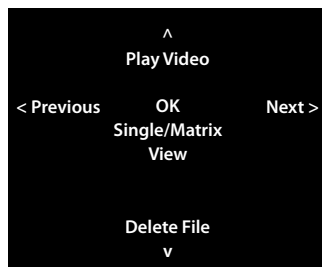 ^
Play Video
< Previous OK Next >
Single/Matrix
View
Delete File
v